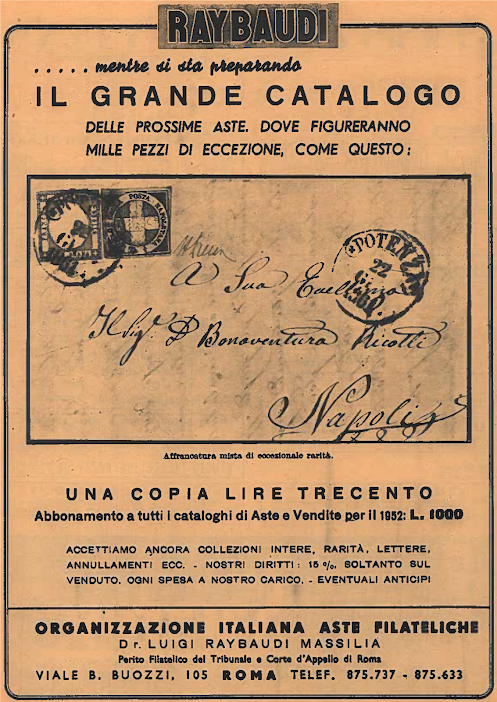 RAYBAUDI
. . . . . mentre si sta preparando
IL GRANDE CATALOGO
DELLE PROSSIME ASTE. DOVE FIGURERANNO
MILLE PEZZI DI ECCEZIONE, COME QUESTO:
POSTA NAPOLETANA
POTENZA
22
A Sua Eccellenza
Il Sig. D Bonaventura Ricotti
Napoli
Affrancatura mista di eccezionale rarità.
UNA COPIA LIRE TRECENTO
Abbonamento a tutti i cataloghi di Aste e Vendite per il 1952: L. 1000
ACCETTIAMO ANCORA COLLEZIONI INTERE, RARITÀ, LETTERE,
ANNULLAMENTI ECC. - NOSTRI DIRITTI: 15 %, SOLTANTO SUL
VENDUTO. OGNI SPESA A NOSTRO CARICO. - EVENTUALI ANTICIPI
ORGANIZZAZIONE ITALIANA ASTE FILATELICHE
Dr. LUIGI RAYBAUDI MASSILIA
Perito Filatelico del Tribunale e Corte d'Appello di Roma
VIALE B. BUOZZI, 105 ROMA TELEF. 875.737 - 875.633